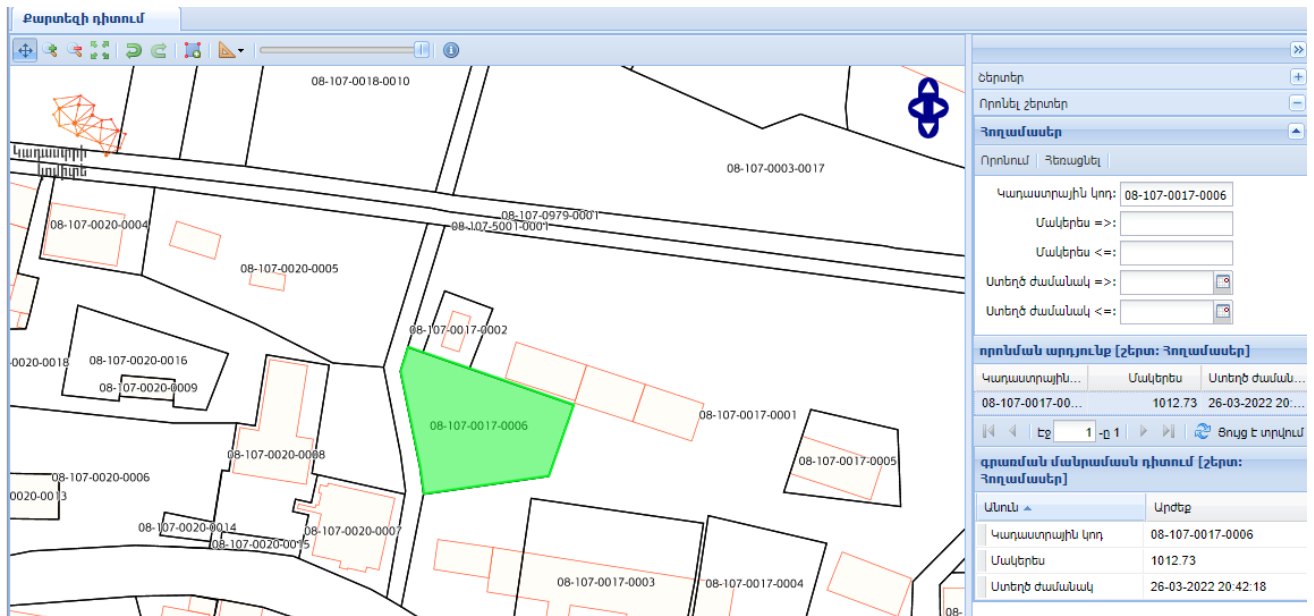 Քարտեզի դիտում
08-107-0018-0010
Կադաստրի
կոմիտե
08-107-0003-0017
08-107-0020-0004
08-107-0979-0001
08-107-5001-0001
08-107-0020-0005
08-107-0017-0002
-0020-0018
08-107-0020-0016
08-107-0020-0009
08-107-0017-0001
08-107-0017-0006
08-107-0020-0008
08-107-0017-0005
08-107-0020-0006
0020-0013
08-107-0020-0014
08-107-0020-0007
08-107-0020-0015
08-107-0017-0003
08-107-0017-0004
08-
Շերտեր
Որոնել շերտեր
Հողամասեր
Որոնում
Հեռացնել
Կադաստրային կոդ: 08-107-0017-0006
Մակերես =>:
Մակերես <=:
Ստեղծ ժամանակ =>:
Ստեղծ ժամանակ <=:
որոնման արդյունք [շերտ: Հողամասեր]
Կադաստրային... Մակերես Ստեղծ ժաման...
08-107-0017-00... 1012.73 26-03-2022 20:...
Էջ 1 -ը 1 Ցույց է տրվում
գրառման մանրամասն դիտում [շերտ:
Հողամասեր]
Անուն Արժեք
Կադաստրային կոդ 08-107-0017-0006
Մակերես 1012.73
Ստեղծ ժամանակ 26-03-2022 20:42:18